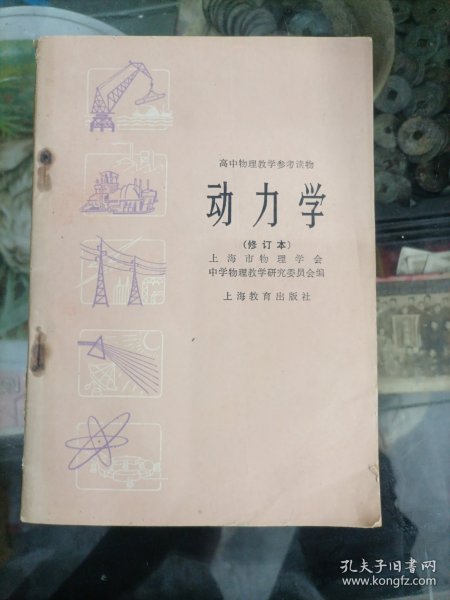 高中物理教学参考读物
动力学
(修订本)
上海市物理学会
中学物理教学研究委员会编
上海教育出版社
孔夫子旧书网
www.kongfz.com